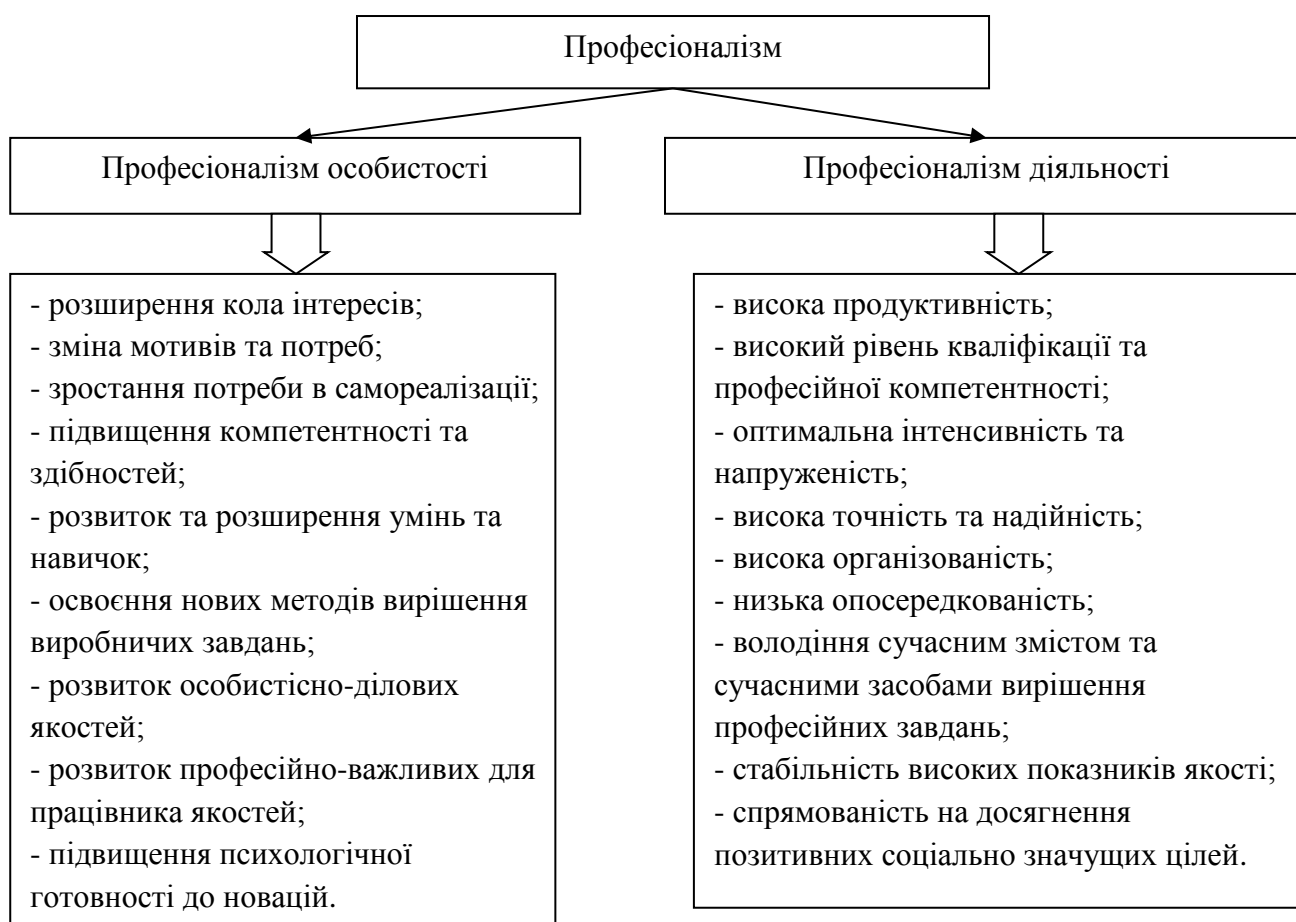 Професіоналізм
Професіоналізм особистості
Професіоналізм діяльності
- розширення кола інтересів;
- зміна мотивів та потреб;
- зростання потреби в самореалізації;
- підвищення компетентності та
здібностей;
- розвиток та розширення умінь та
навичок;
- освоєння нових методів вирішення
виробничих завдань;
- розвиток особистісно-ділових
якостей;
- розвиток професійно-важливих для
працівника якостей;
- підвищення психологічної
готовності до новацій.
- висока продуктивність;
- високий рівень кваліфікації та
професійної компетентності;
- оптимальна інтенсивність та
напруженість;
- висока точність та надійність;
- висока організованість;
- низька опосередкованість;
- володіння сучасним змістом та
сучасними засобами вирішення
професійних завдань;
- стабільність високих показників якості;
- спрямованість на досягнення
позитивних соціально значущих цілей.